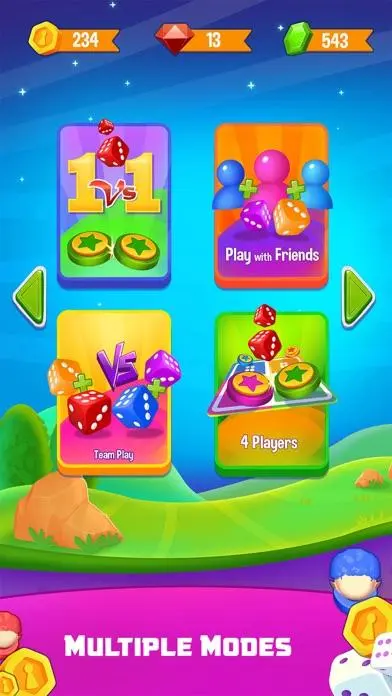 234
13
543
1 Vs 1
Play with Friends
VS
Team Play
4 Players
MULTIPLE MODES